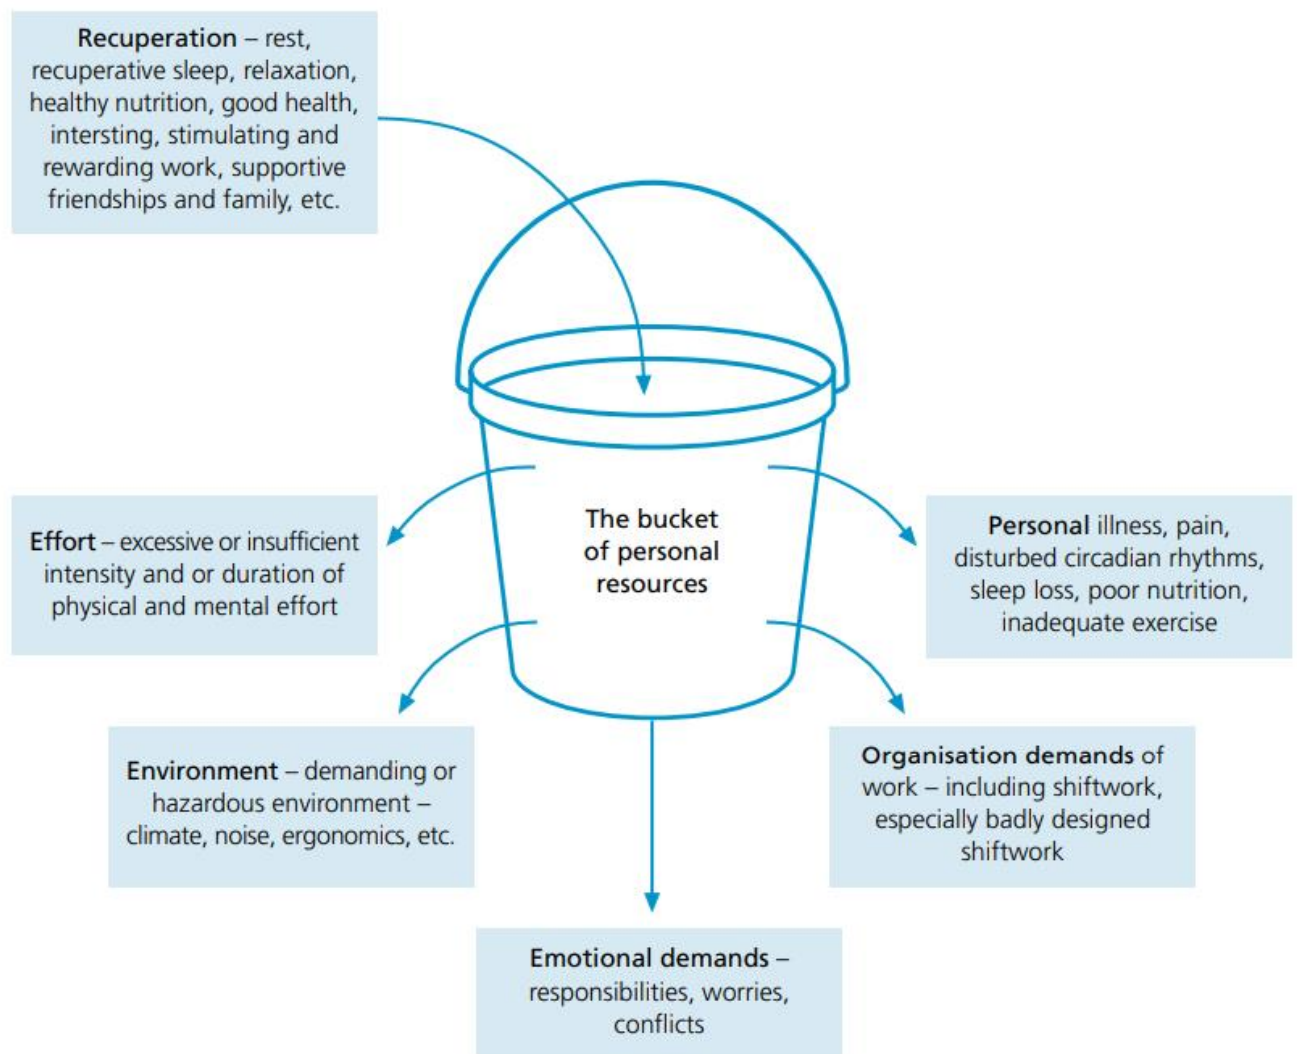 Recuperation – rest,
recuperative sleep, relaxation,
healthy nutrition, good health,
intersting, stimulating and
rewarding work, supportive
friendships and family, etc.
The bucket
of personal
resources
Effort – excessive or insufficient
intensity and or duration of
physical and mental effort
Personal illness, pain,
disturbed circadian rhythms,
sleep loss, poor nutrition,
inadequate exercise
Environment – demanding or
hazardous environment –
climate, noise, ergonomics, etc.
Organisation demands of
work – including shiftwork,
especially badly designed
shiftwork
Emotional demands –
responsibilities, worries,
conflicts